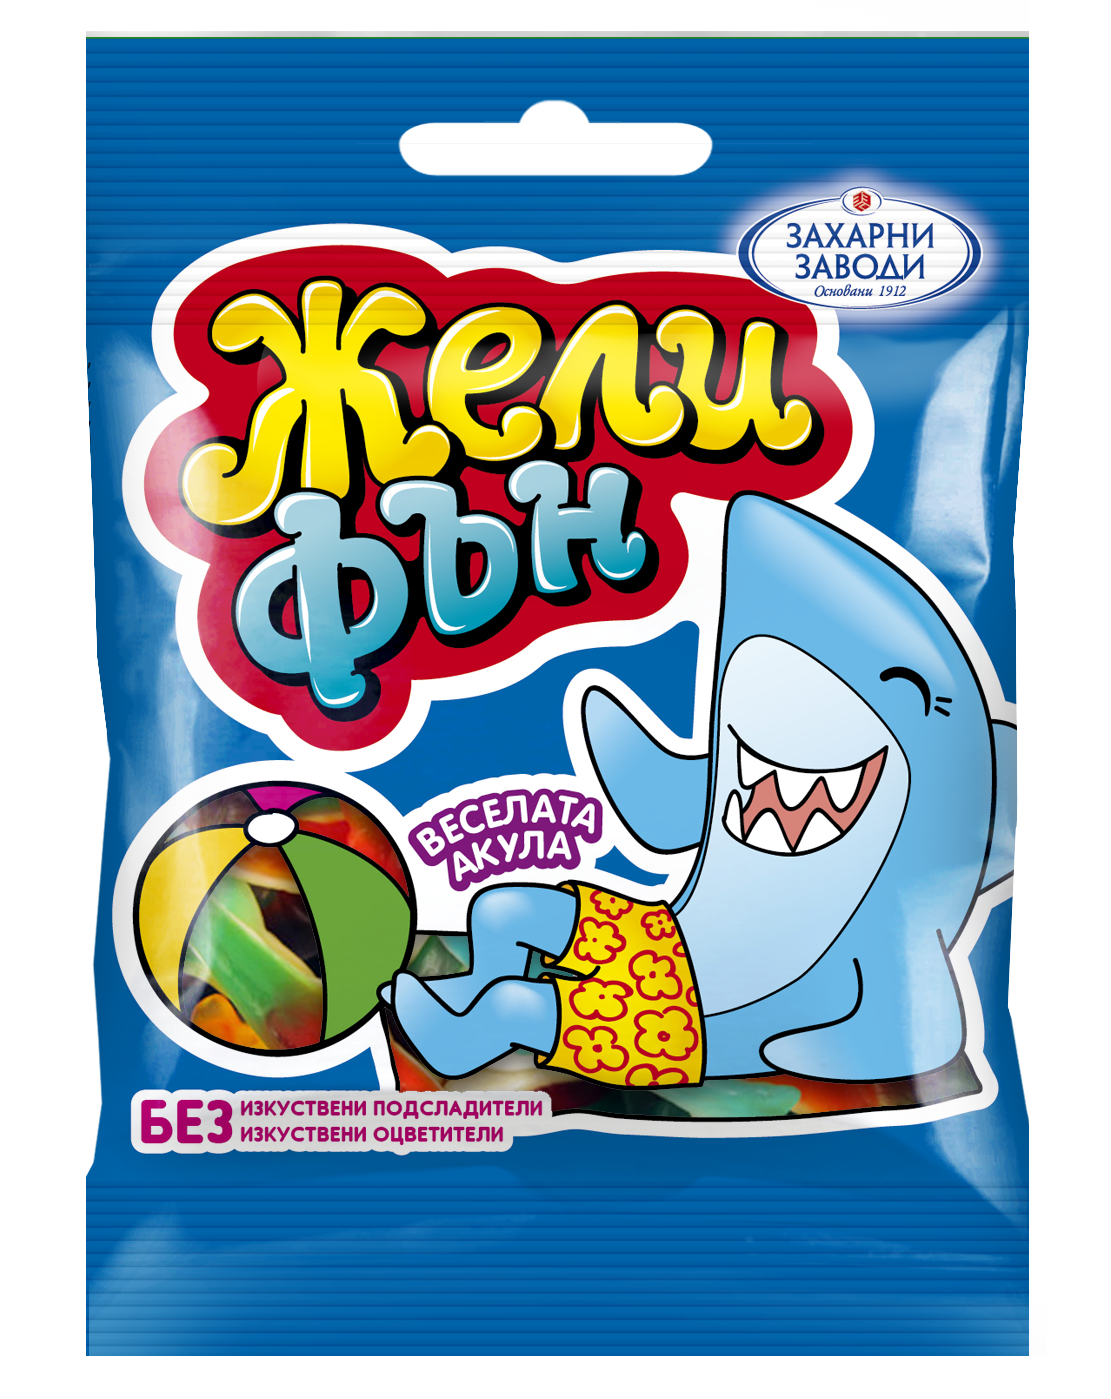 ЗАХАРНИ
ЗАВОДИ
Основани 1912
Жели
фън
ВЕСЕЛАТА
АКУЛА
БЕЗ ИЗКУСТВЕНИ ПОДСЛАДИТЕЛИ
ИЗКУСТВЕНИ ОЦВЕТИТЕЛИ